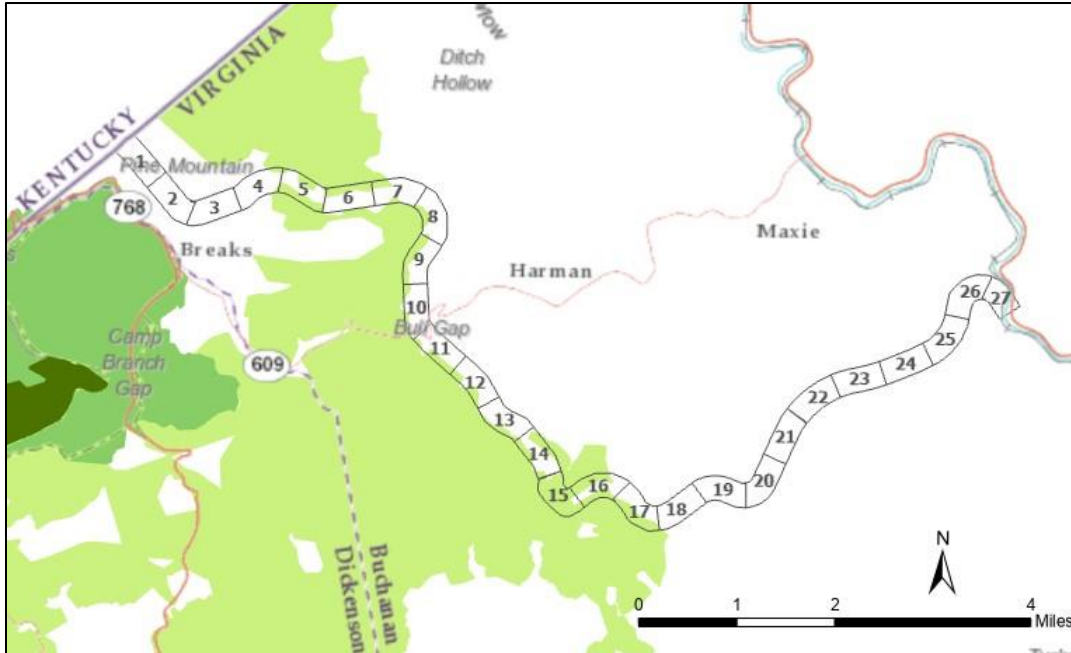 KENTUCKY
VIRGINIA
Ditch
Hollow
Pine Mountain
768
Breaks
Harman
Maxie
Bull Gap
Camp
Branch
Gap
609
Buchanan
Dickenson
1
2
3
4
5
6
7
8
9
10
11
12
13
14
15
16
17
18
19
20
21
22
23
24
25
26
27
N
0 1 2 4
Miles